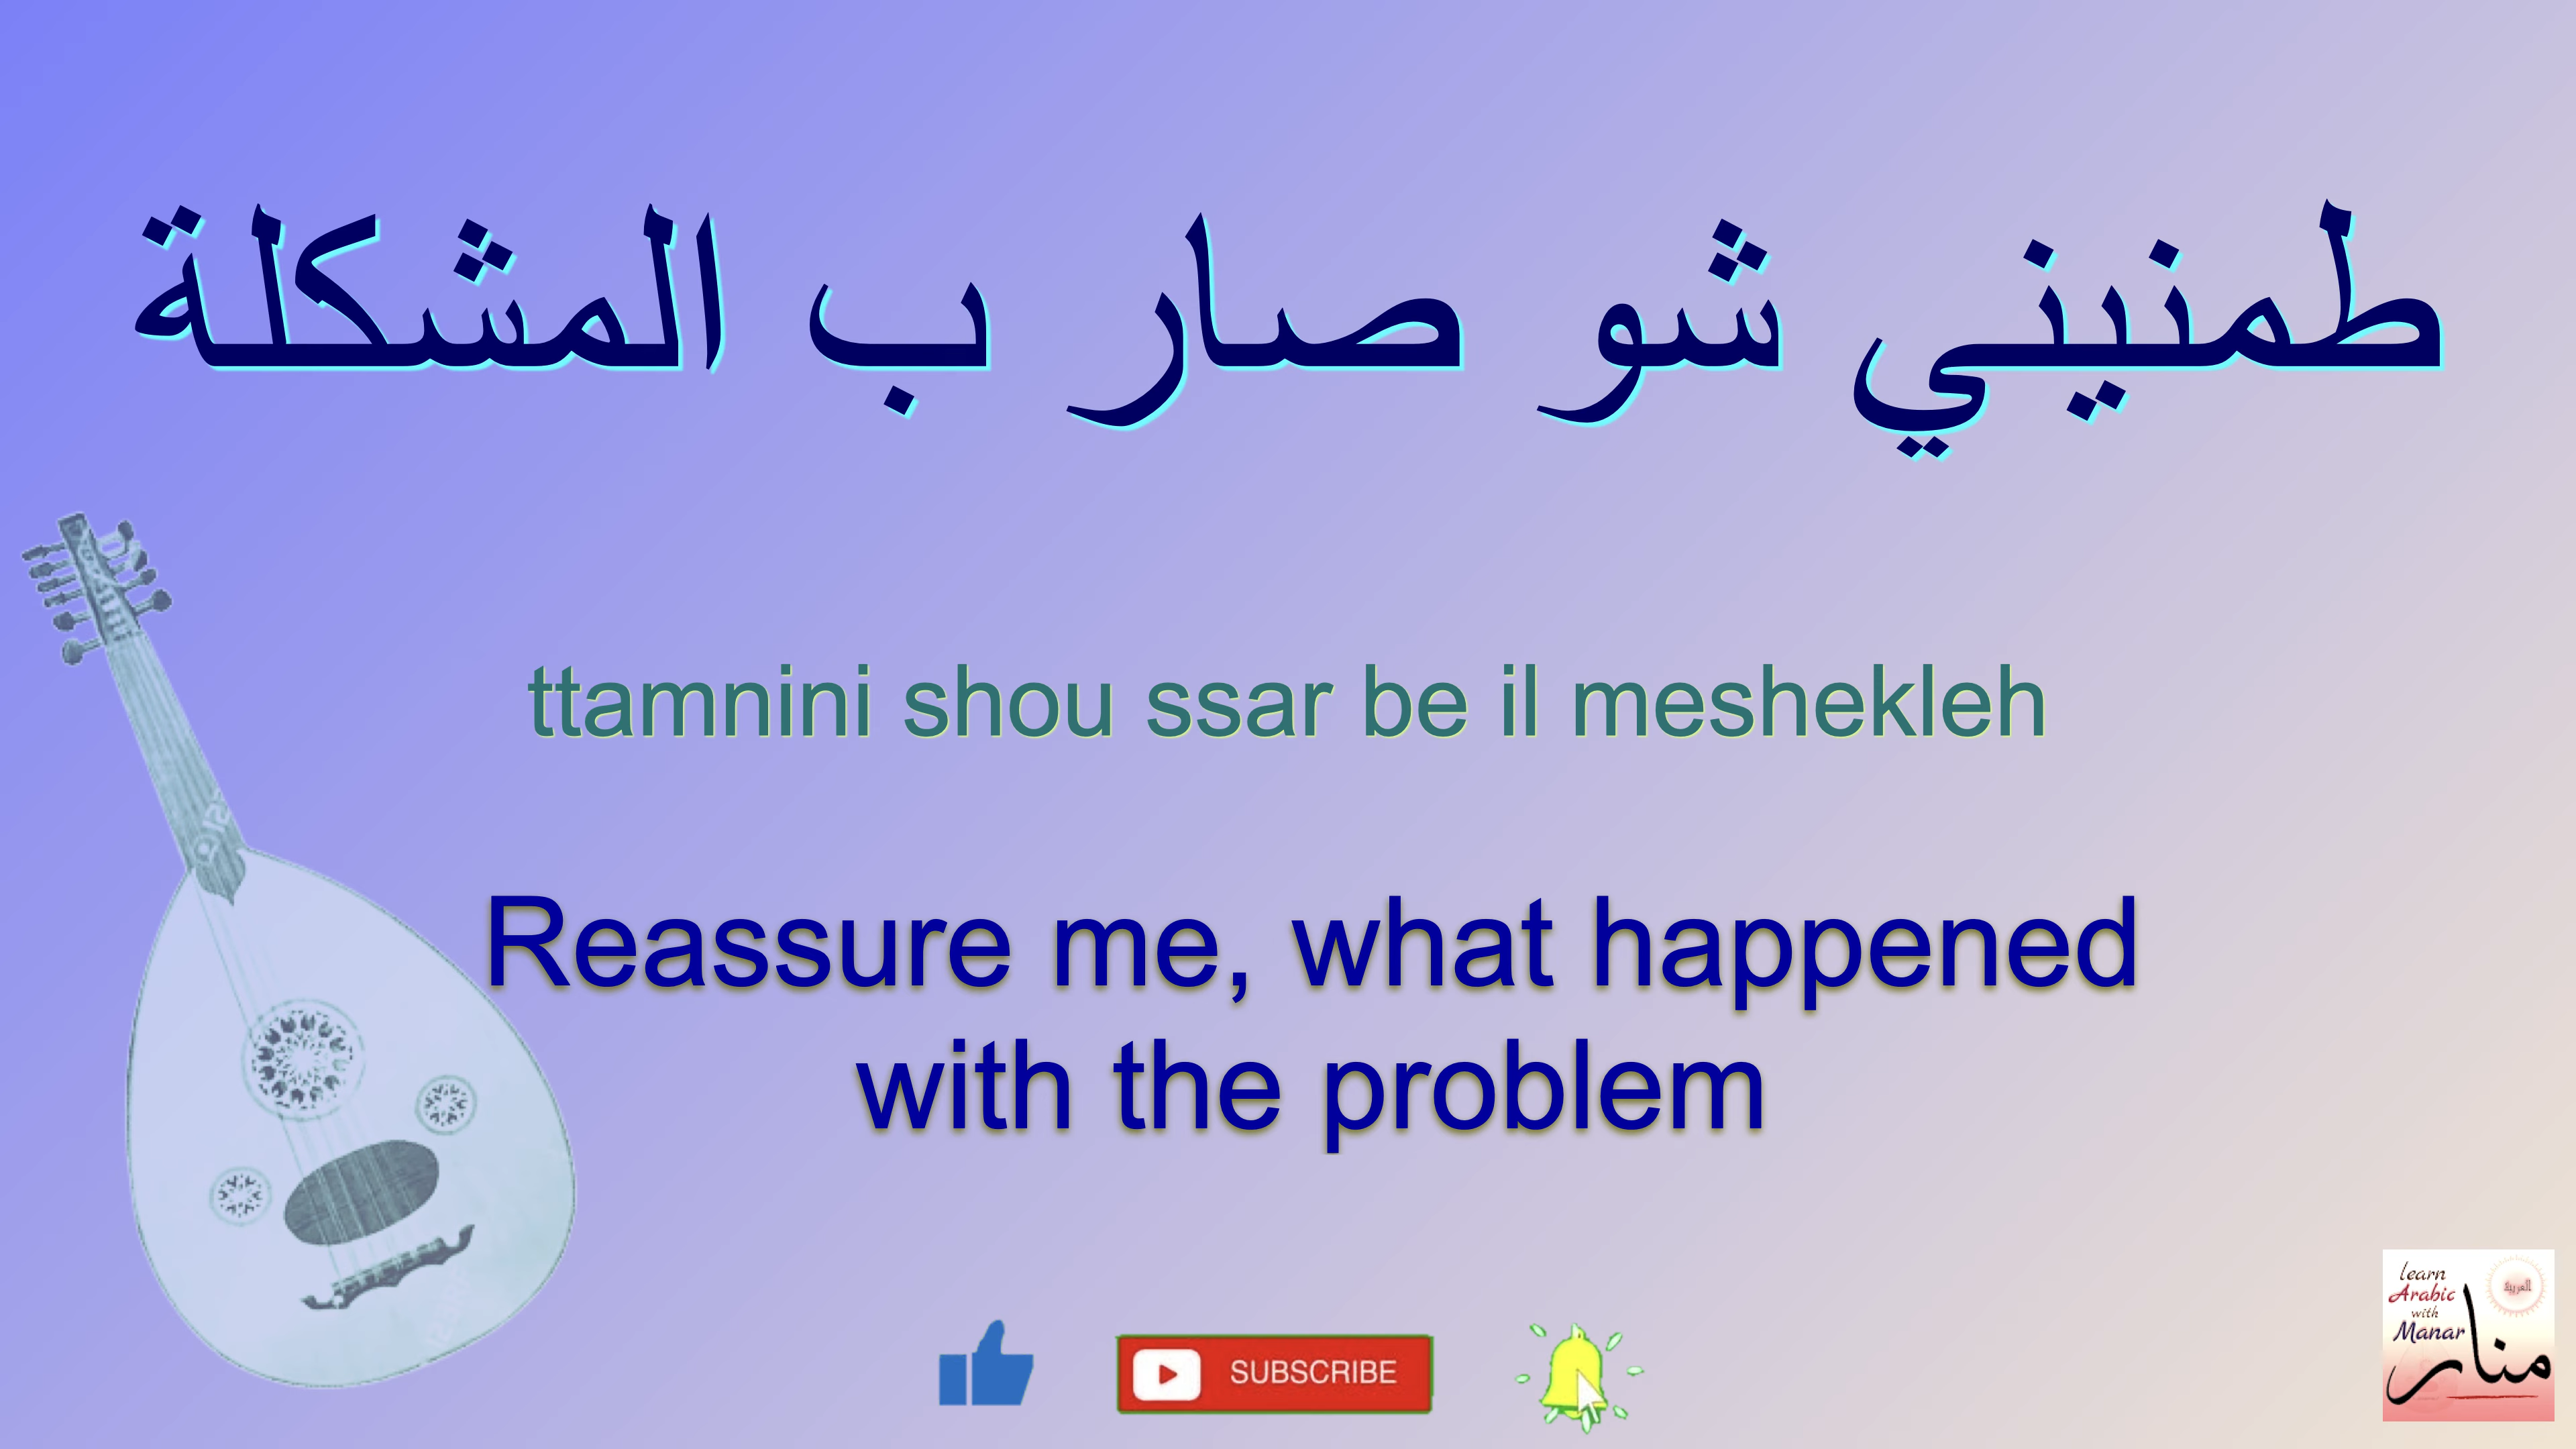 طمنيني شو صار ب المشكلة
ttamnini shou ssar be il meshekleh
Reassure me, what happened
with the problem
SUBSCRIBE
learn
Arabic
with
Manar
العربية
منار